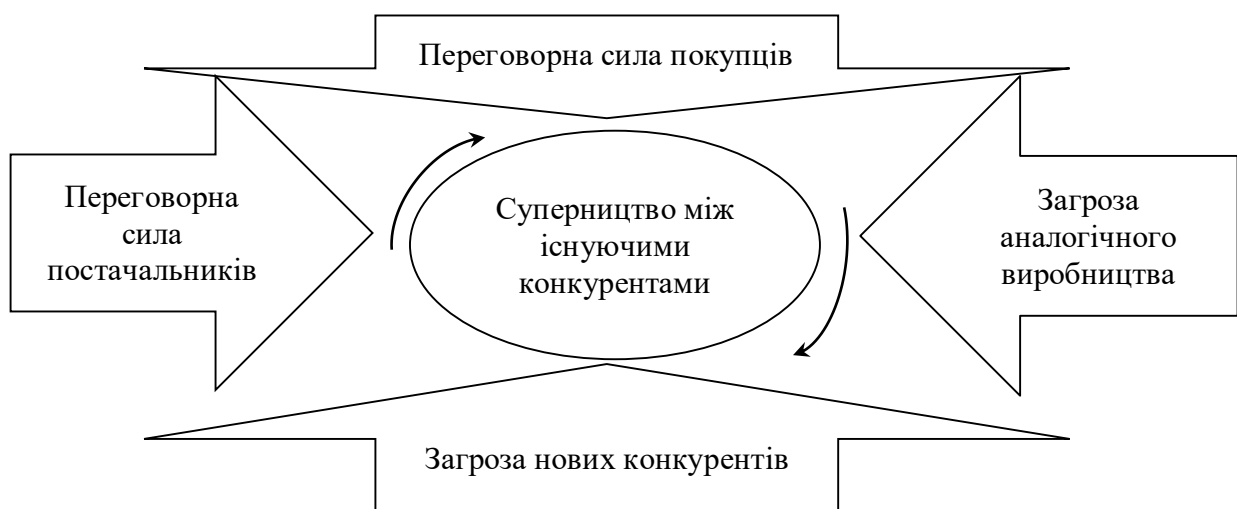 Переговорна сила покупців
Переговорна
сила
постачальників
Суперництво між
існуючими
конкурентами
Загроза
аналогічного
виробництва
Загроза нових конкурентів